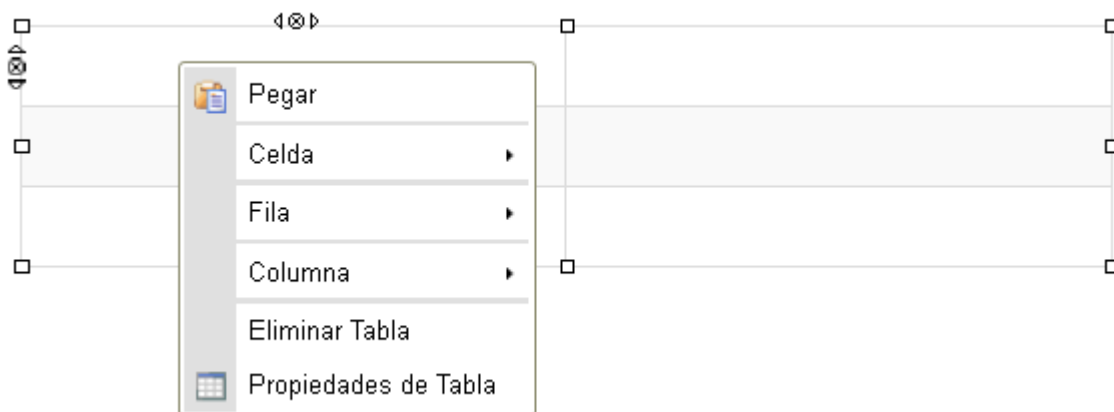 Pegar
Celda
Fila
Columna
Eliminar Tabla
Propiedades de Tabla